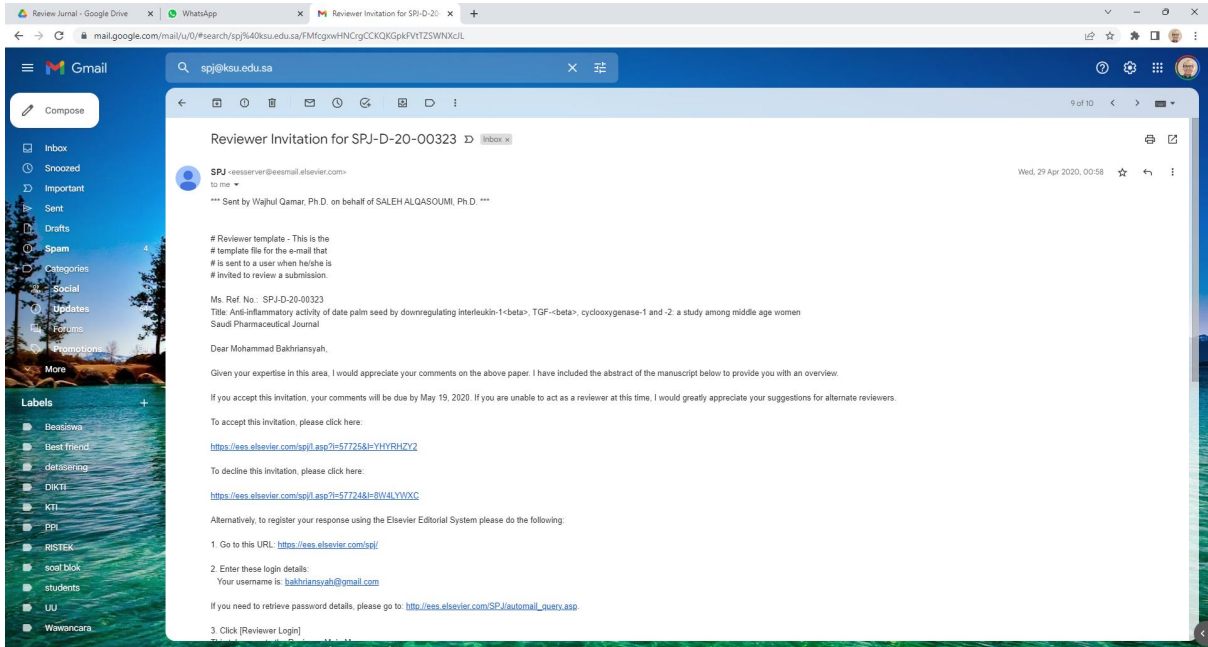 Review Jurnal - Google Drive
WhatsApp
Reviewer Invitation for SPJ-D-20-
mail.google.com/mail/u/0/#search/spj%40ksu.edu.sa/FMfcgxwHNCrgCCKQKGpkFVtTZSWNXcJL
Gmail
spj@ksu.edu.sa
Compose
9 of 10
Inbox
Snoozed
Important
Sent
Drafts
Spam 4
Categories
Social
Updates
Forums
Promotions
More
Labels
Beasiswa
Best friend
detasering
DIKTI
KTI
PPI
RISTEK
soal blok
students
UU
Wawancara
Reviewer Invitation for SPJ-D-20-00323 Inbox x
SPJ <eesserver@eesmail.elsevier.com> Wed, 29 Apr 2020, 00:58
to me
*** Sent by Wajhul Qamar, Ph.D. on behalf of SALEH ALQASOUMI, Ph.D. ***
# Reviewer template - This is the
# template file for the e-mail that
# is sent to a user when he/she is
# invited to review a submission.
Ms. Ref. No.: SPJ-D-20-00323
Title: Anti-inflammatory activity of date palm seed by downregulating interleukin-1<beta>, TGF-<beta>, cyclooxygenase-1 and -2: a study among middle age women
Saudi Pharmaceutical Journal
Dear Mohammad Bakhriansyah,
Given your expertise in this area, I would appreciate your comments on the above paper. I have included the abstract of the manuscript below to provide you with an overview.
If you accept this invitation, your comments will be due by May 19, 2020. If you are unable to act as a reviewer at this time, I would greatly appreciate your suggestions for alternate reviewers.
To accept this invitation, please click here:
https://ees.elsevier.com/spj/l.asp?i=57725&l=YHYRHZY2
To decline this invitation, please click here:
https://ees.elsevier.com/spj/l.asp?i=57724&l=8W4LYWXC
Alternatively, to register your response using the Elsevier Editorial System please do the following:
1. Go to this URL: https://ees.elsevier.com/spj/
2. Enter these login details:
Your username is: bakhriansyah@gmail.com
If you need to retrieve password details, please go to: http://ees.elsevier.com/SPJ/automail_query.asp.
3. Click [Reviewer Login]